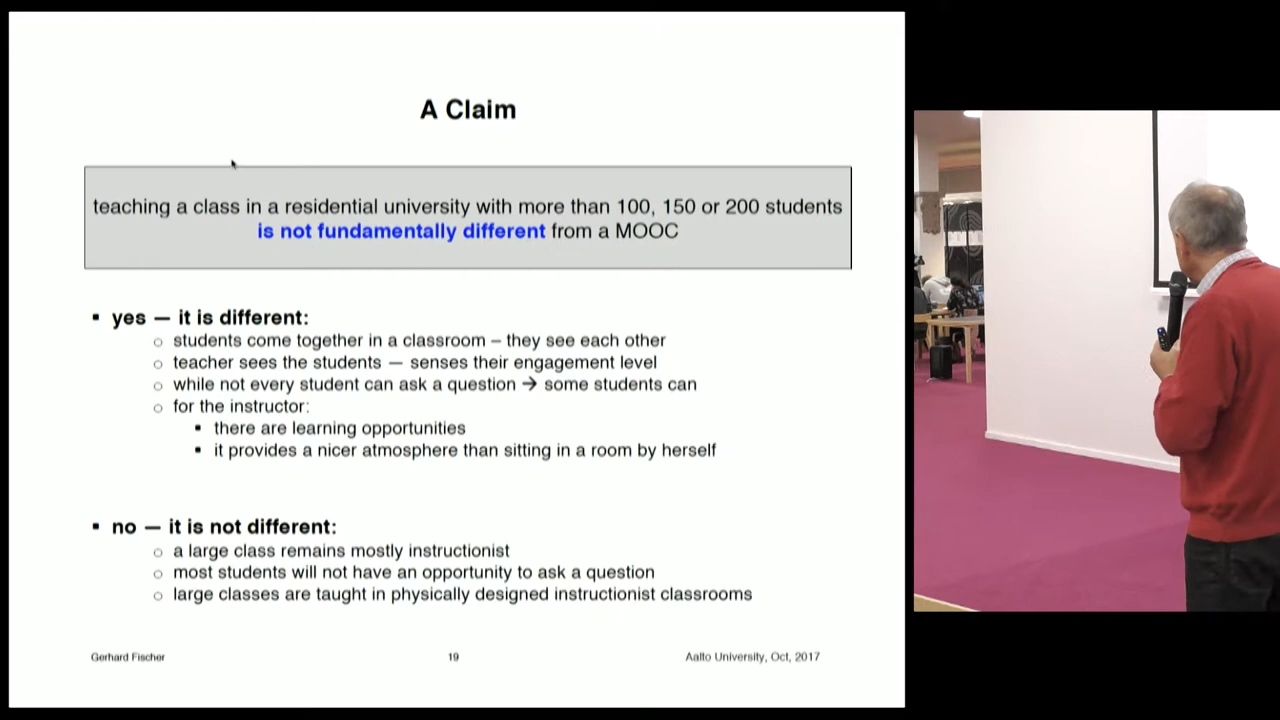 A Claim
teaching a class in a residential university with more than 100, 150 or 200 students
is not fundamentally different from a MOOC
▪ yes — it is different:
○ students come together in a classroom – they see each other
○ teacher sees the students — senses their engagement level
○ while not every student can ask a question → some students can
○ for the instructor:
▪ there are learning opportunities
▪ it provides a nicer atmosphere than sitting in a room by herself
▪ no — it is not different:
○ a large class remains mostly instructionist
○ most students will not have an opportunity to ask a question
○ large classes are taught in physically designed instructionist classrooms
Gerhard Fischer 19 Aalto University, Oct, 2017